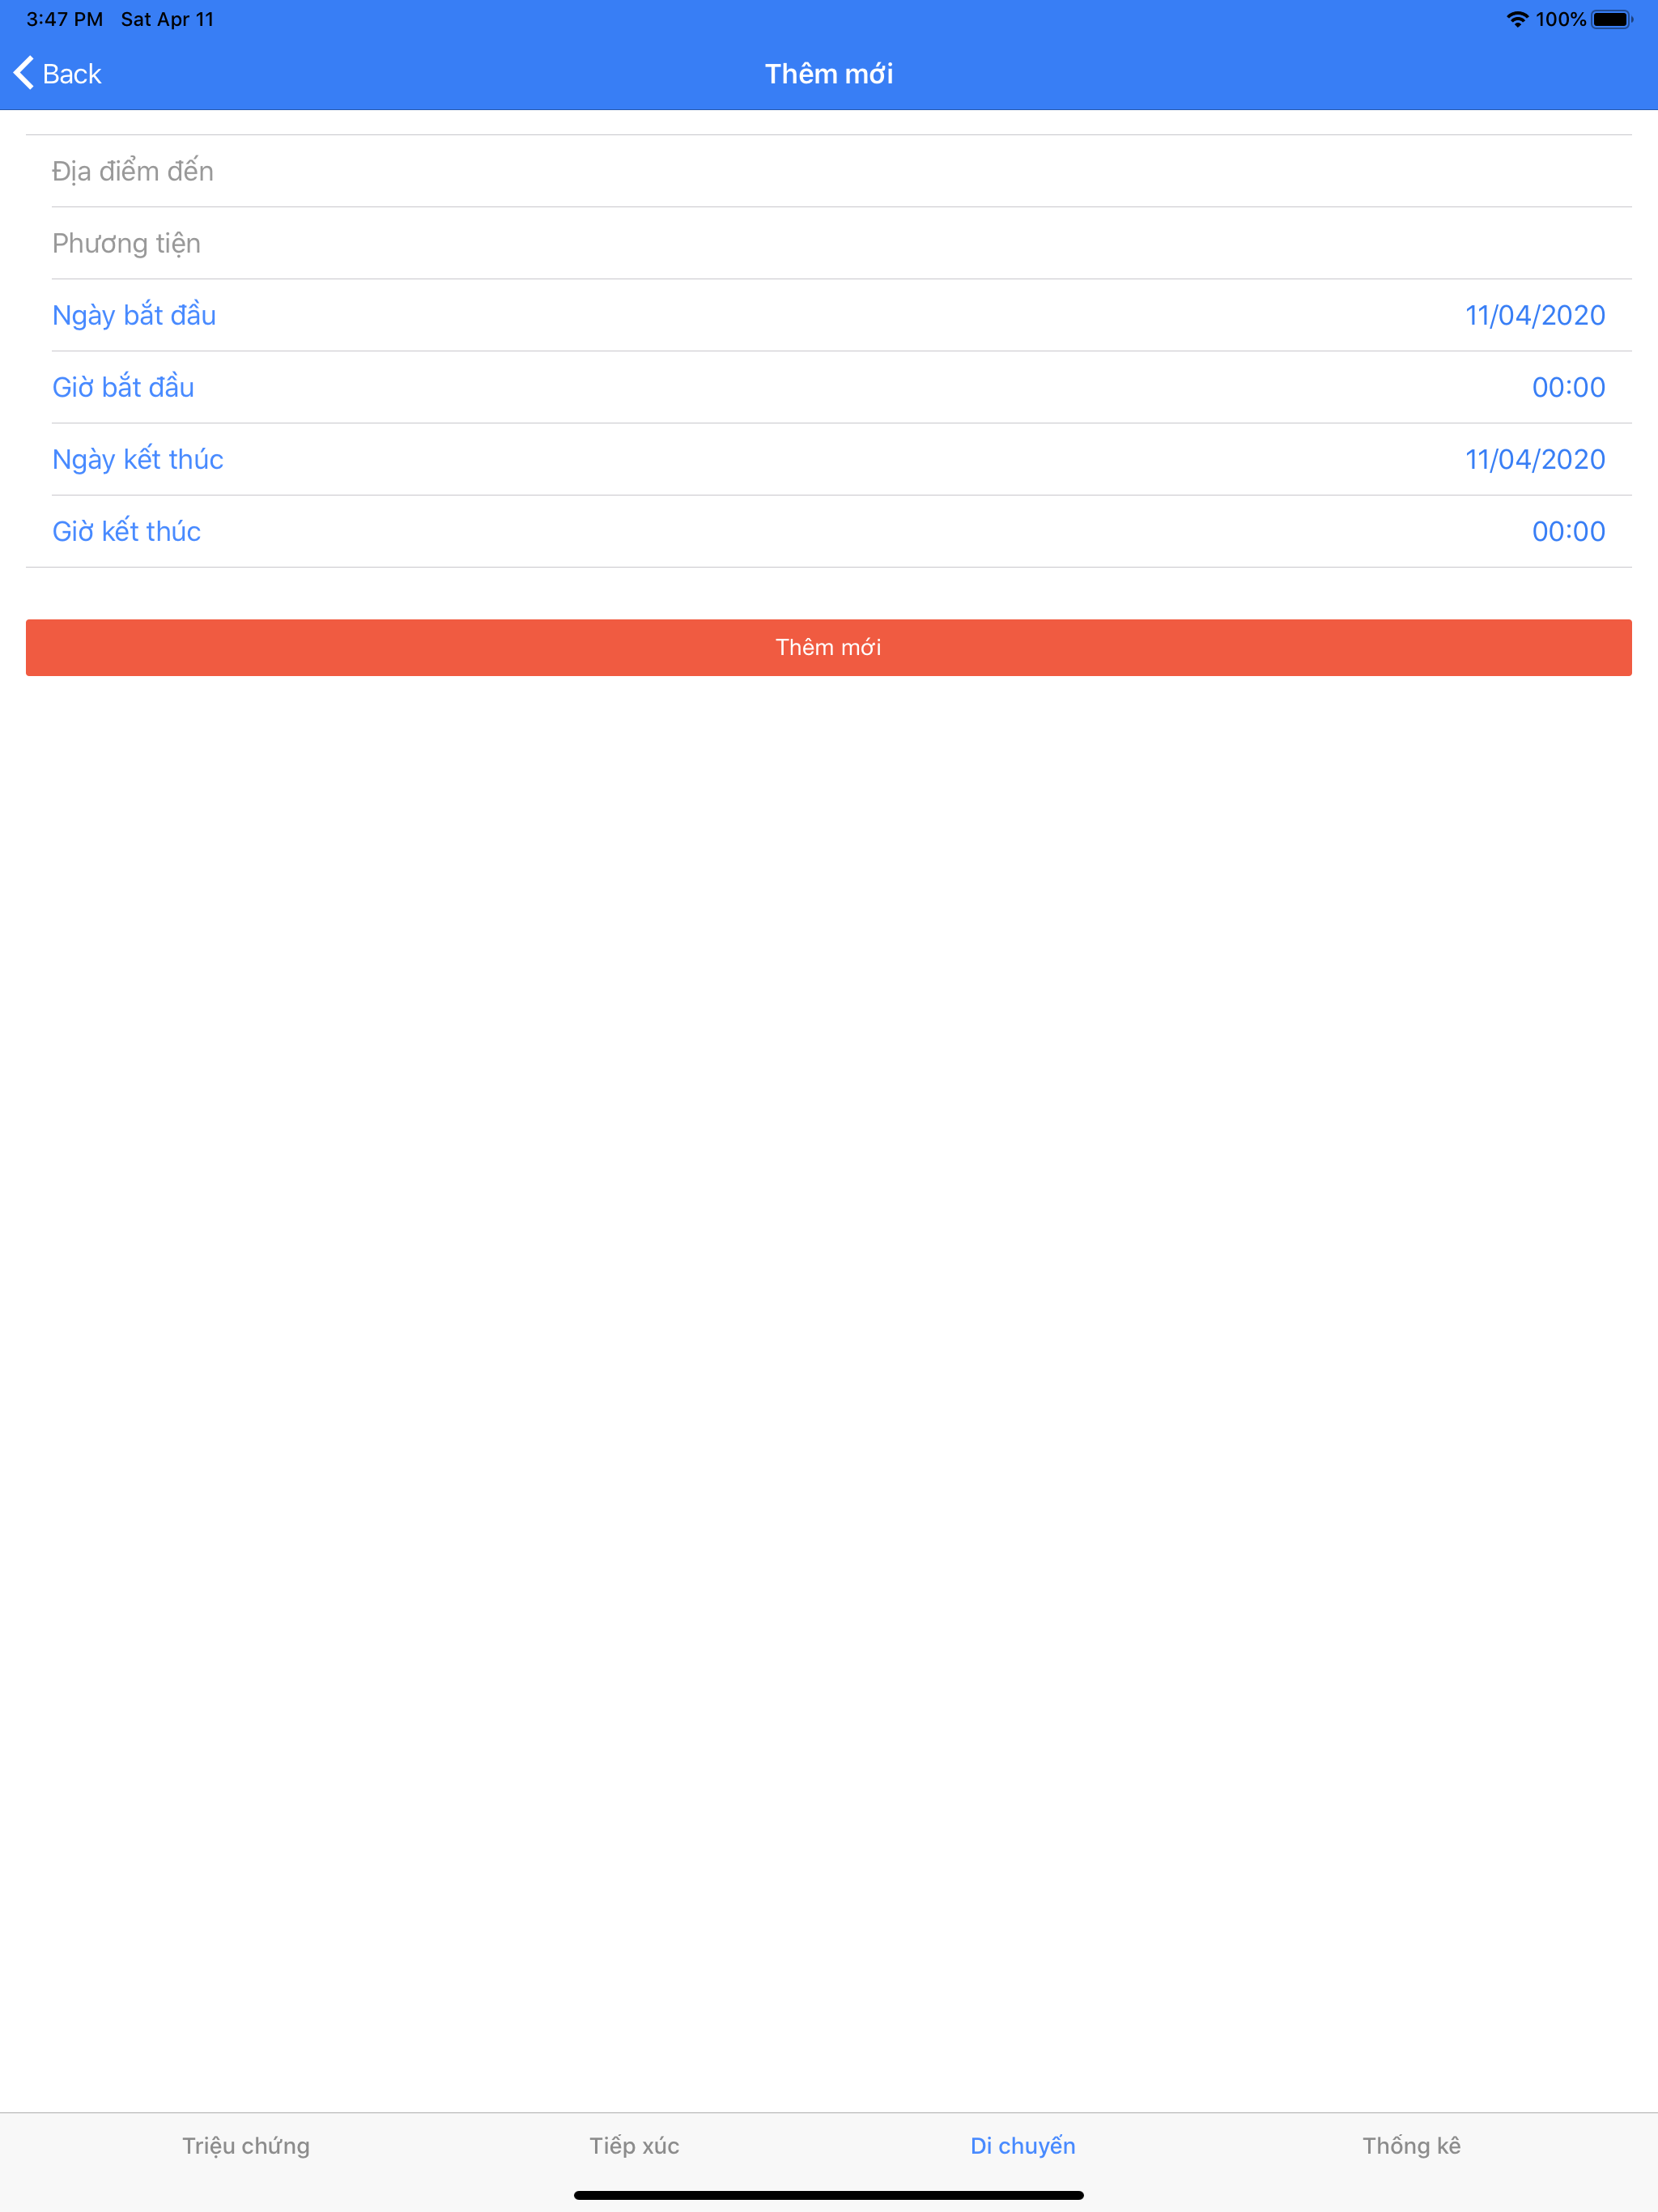 3:47 PM Sat Apr 11 100%
Back Thêm mới
Địa điểm đến
Phương tiện
Ngày bắt đầu 11/04/2020
Giờ bắt đầu 00:00
Ngày kết thúc 11/04/2020
Giờ kết thúc 00:00
Thêm mới
Triệu chứng Tiếp xúc Di chuyến Thống kê